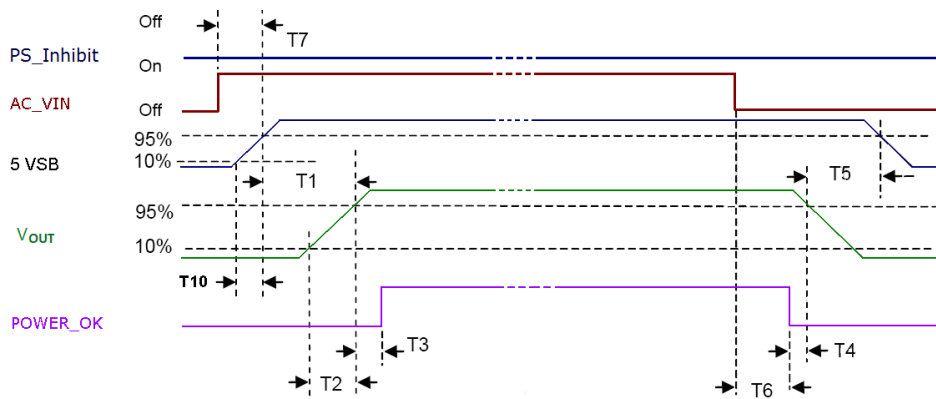 Off
T7
PS_Inhibit
On
AC_VIN
Off
95%
10%
5 VSB
T1
T5
95%
VOUT
10%
T10
POWER_OK
T3
T4
T2
T6